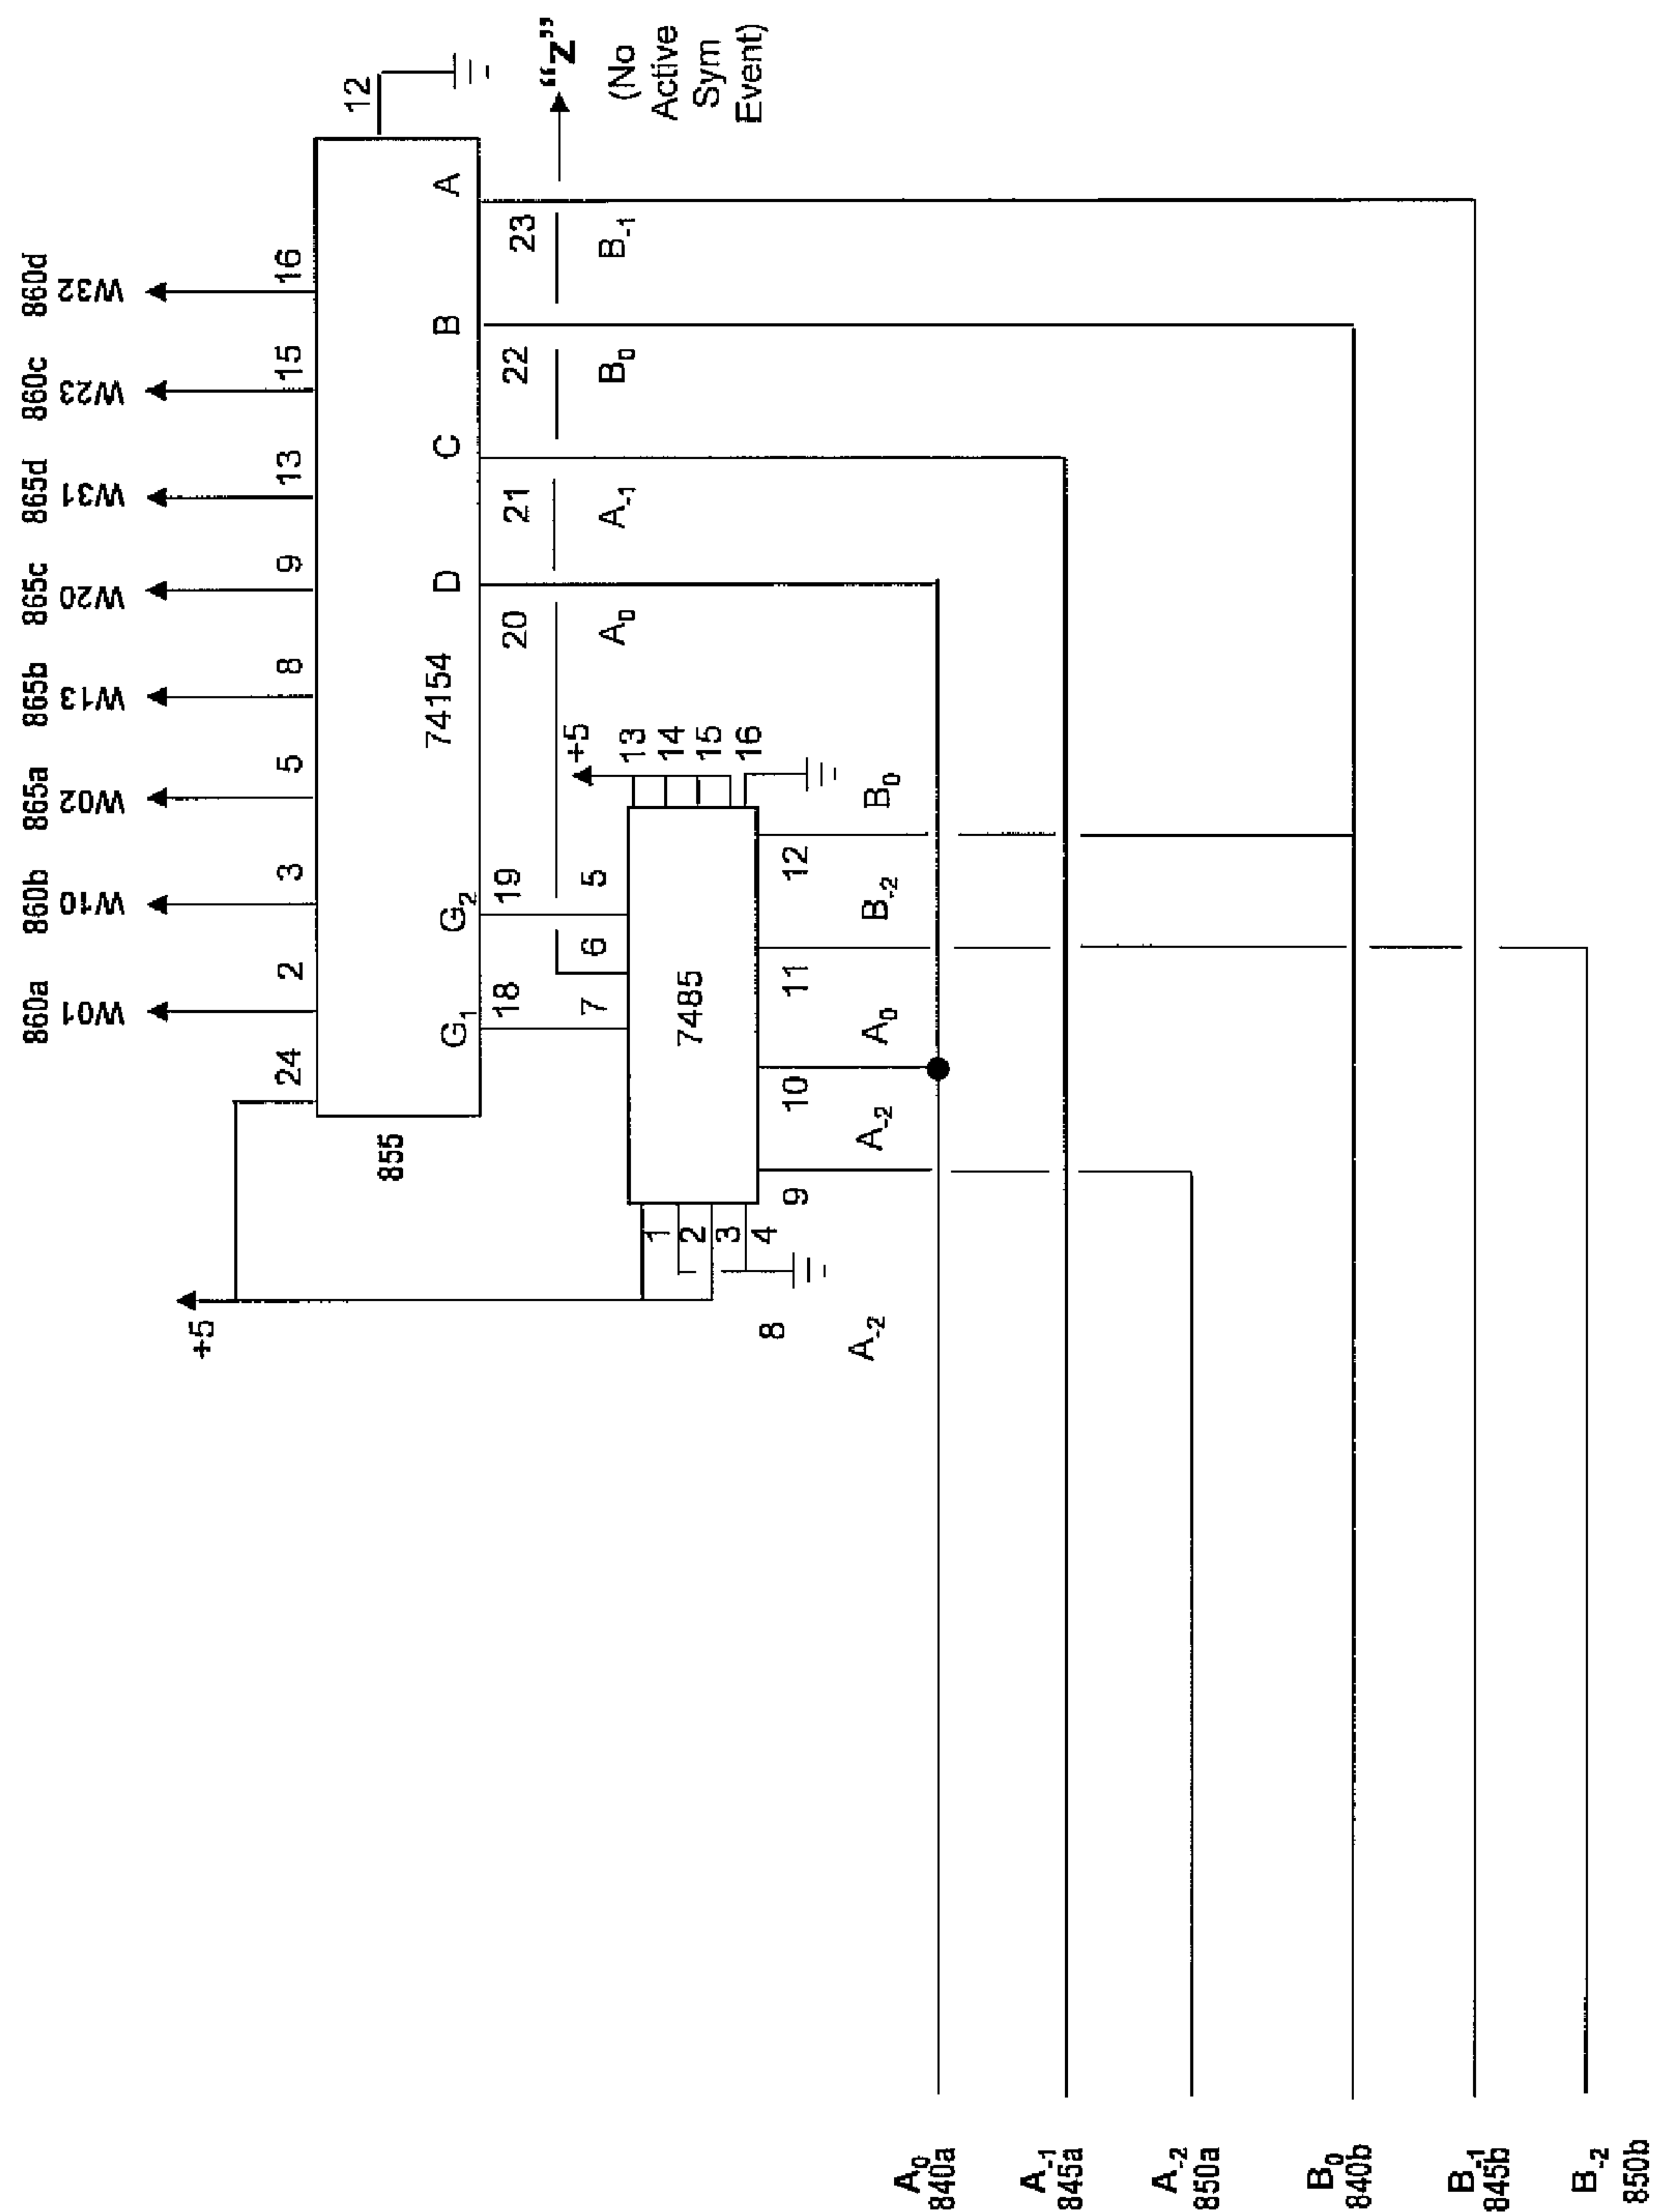 860a
W01
860b
W10
865a
W02
865b
W13
865c
W20
865d
W31
860c
W23
860d
W32
24
2
3
5
8
9
13
15
16
12
855
74154
G1
G2
D
C
B
A
18
19
20
21
22
23
A0
A-1
B0
B-1
"z"
(No
Active
Sym
Event)
+5
+5
7
6
5
7485
13
14
15
16
1
2
3
4
8
A-2
9
10
11
12
A-2
A0
B-2
B0
A0
840a
A-1
845a
A-2
850a
B0
840b
B-1
845b
B-2
850b